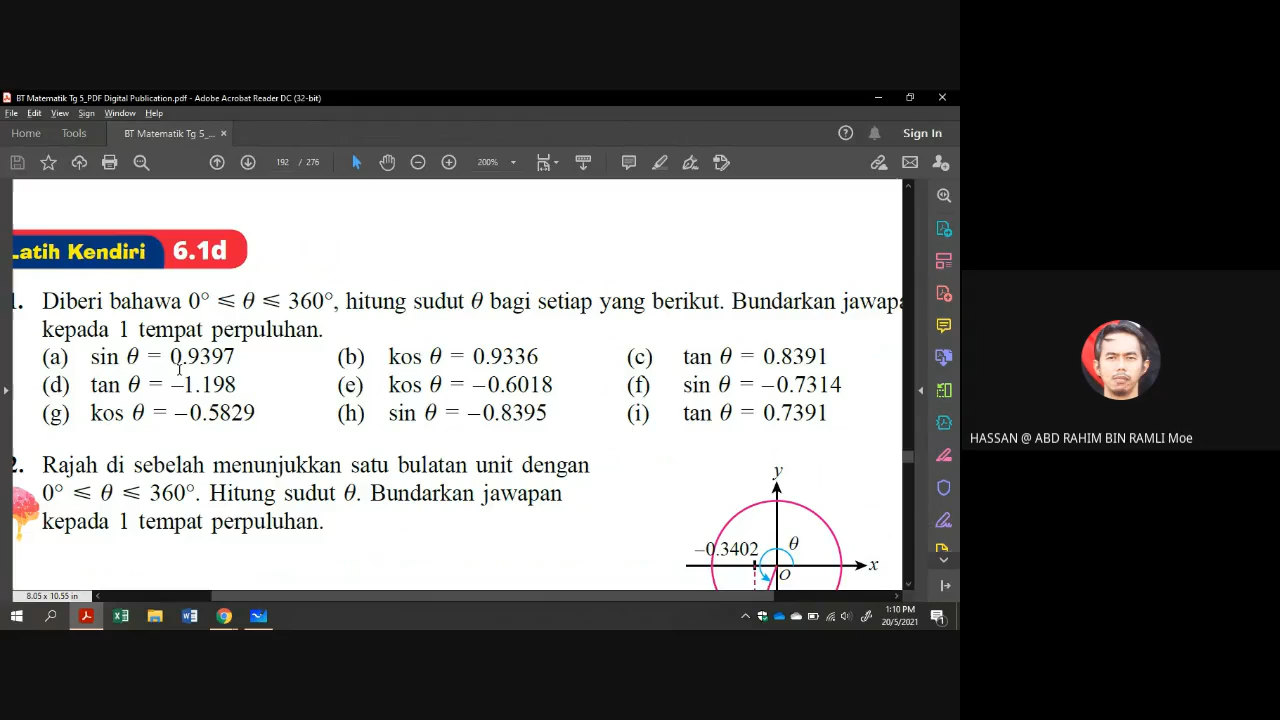 BT Matematik Tg 5_PDF Digital Publication.pdf - Adobe Acrobat Reader DC (32-bit)
File Edit View Sign Window Help
Home Tools BT Matematik Tg 5_... × Sign In
192 / 276 200%
Latih Kendiri 6.1d
1. Diberi bahawa 0° ⩽ θ ⩽ 360°, hitung sudut θ bagi setiap yang berikut. Bundarkan jawapa
kepada 1 tempat perpuluhan.
(a) sin θ = 0.9397 (b) kos θ = 0.9336 (c) tan θ = 0.8391
(d) tan θ = −1.198 (e) kos θ = −0.6018 (f) sin θ = −0.7314
(g) kos θ = −0.5829 (h) sin θ = −0.8395 (i) tan θ = 0.7391
2. Rajah di sebelah menunjukkan satu bulatan unit dengan
0° ⩽ θ ⩽ 360°. Hitung sudut θ. Bundarkan jawapan
kepada 1 tempat perpuluhan.
y
−0.3402 θ
x
O
8.05 x 10.55 in
1:10 PM
20/5/2021
HASSAN @ ABD RAHIM BIN RAMLI Moe